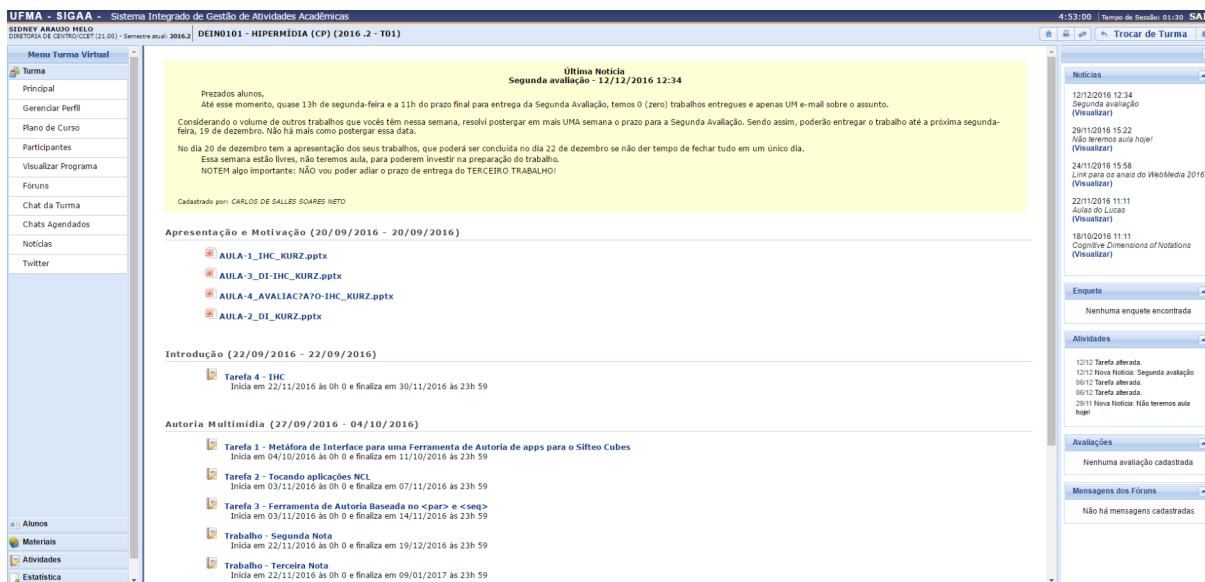 UFMA - SIGAA - Sistema Integrado de Gestão de Atividades Acadêmicas
4:53:00 Tempo de Sessão: 01:30 SAI
SIDNEY ARAUJO MELO
DIRETORIA DE CENTRO/CCET (21.00) - Semestre atual: 2016.2
DEIN0101 - HIPERMÍDIA (CP) (2016 .2 - T01)
Trocar de Turma
Menu Turma Virtual
Turma
Principal
Gerenciar Perfil
Plano de Curso
Participantes
Visualizar Programa
Fóruns
Chat da Turma
Chats Agendados
Notícias
Twitter
Alunos
Materiais
Atividades
Estatística
Última Notícia
Segunda avaliação - 12/12/2016 12:34
Prezados alunos,
Até esse momento, quase 13h de segunda-feira e a 11h do prazo final para entrega da Segunda Avaliação, temos 0 (zero) trabalhos entregues e apenas UM e-mail sobre o assunto.
Considerando o volume de outros trabalhos que vocês têm nessa semana, resolvi postergar em mais UMA semana o prazo para a Segunda Avaliação. Sendo assim, poderão entregar o trabalho até a próxima segunda-
feira, 19 de dezembro. Não há mais como postergar essa data.
No dia 20 de dezembro tem a apresentação dos seus trabalhos, que poderá ser concluída no dia 22 de dezembro se não der tempo de fechar tudo em um único dia.
Essa semana estão livres, não teremos aula, para poderem investir na preparação do trabalho.
NOTEM algo importante: NÃO vou poder adiar o prazo de entrega do TERCEIRO TRABALHO!
Cadastrado por: CARLOS DE SALLES SOARES NETO
Apresentação e Motivação (20/09/2016 - 20/09/2016)
AULA-1_IHC_KURZ.pptx
AULA-3_DI-IHC_KURZ.pptx
AULA-4_AVALIAC?A?O-IHC_KURZ.pptx
AULA-2_DI_KURZ.pptx
Introdução (22/09/2016 - 22/09/2016)
Tarefa 4 - IHC
Inicia em 22/11/2016 às 0h 0 e finaliza em 30/11/2016 às 23h 59
Autoria Multimídia (27/09/2016 - 04/10/2016)
Tarefa 1 - Metáfora de Interface para uma Ferramenta de Autoria de apps para o Sifteo Cubes
Inicia em 04/10/2016 às 0h 0 e finaliza em 11/10/2016 às 23h 59
Tarefa 2 - Tocando aplicações NCL
Inicia em 03/11/2016 às 0h 0 e finaliza em 07/11/2016 às 23h 59
Tarefa 3 - Ferramenta de Autoria Baseada no <par> e <seq>
Inicia em 03/11/2016 às 0h 0 e finaliza em 14/11/2016 às 23h 59
Trabalho - Segunda Nota
Inicia em 22/11/2016 às 0h 0 e finaliza em 19/12/2016 às 23h 59
Trabalho - Terceira Nota
Inicia em 22/11/2016 às 0h 0 e finaliza em 09/01/2017 às 23h 59
Notícias
12/12/2016 12:34
Segunda avaliação
(Visualizar)
29/11/2016 15:22
Não teremos aula hoje!
(Visualizar)
24/11/2016 15:58
Link para os anais do WebMedia 2016
(Visualizar)
22/11/2016 11:11
Aulas do Lucas
(Visualizar)
18/10/2016 11:11
Cognitive Dimensions of Notations
(Visualizar)
Enquete
Nenhuma enquete encontrada
Atividades
12/12 Tarefa alterada.
12/12 Nova Notícia: Segunda avaliação
06/12 Tarefa alterada.
06/12 Tarefa alterada.
29/11 Nova Notícia: Não teremos aula
hoje!
Avaliações
Nenhuma avaliação cadastrada
Mensagens dos Fóruns
Não há mensagens cadastradas